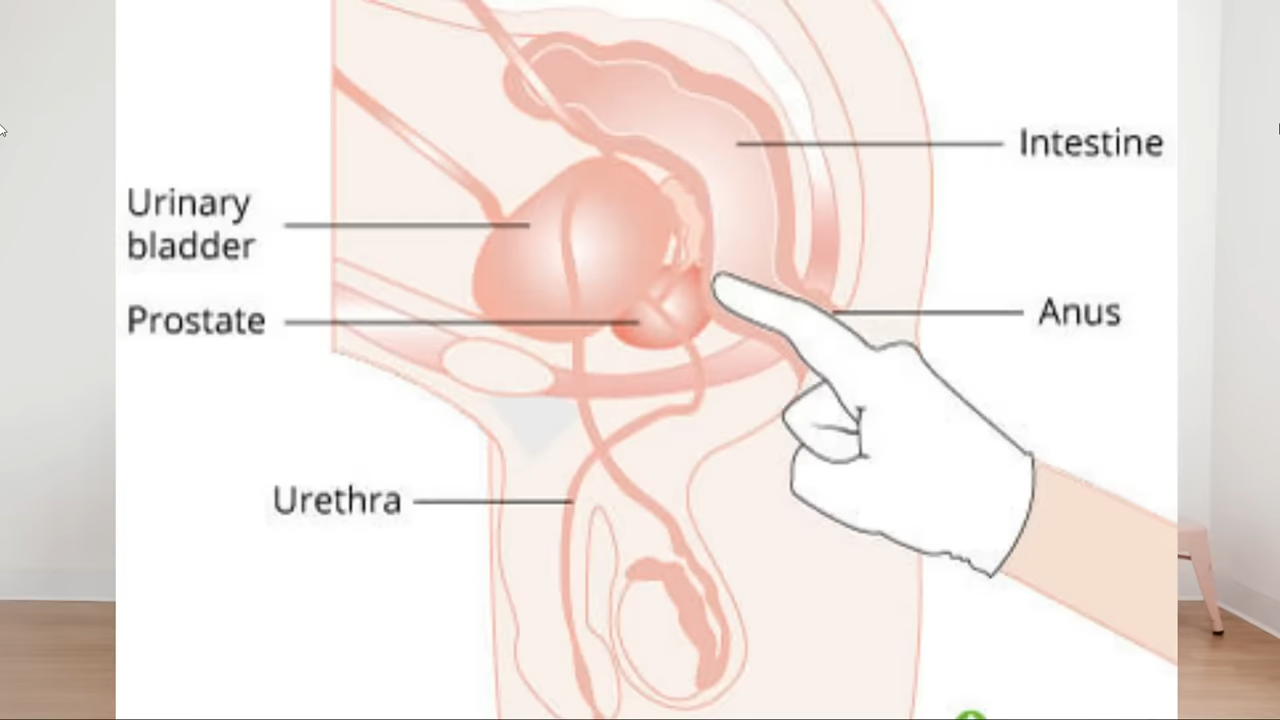 Intestine
Urinary
bladder
Prostate
Anus
Urethra